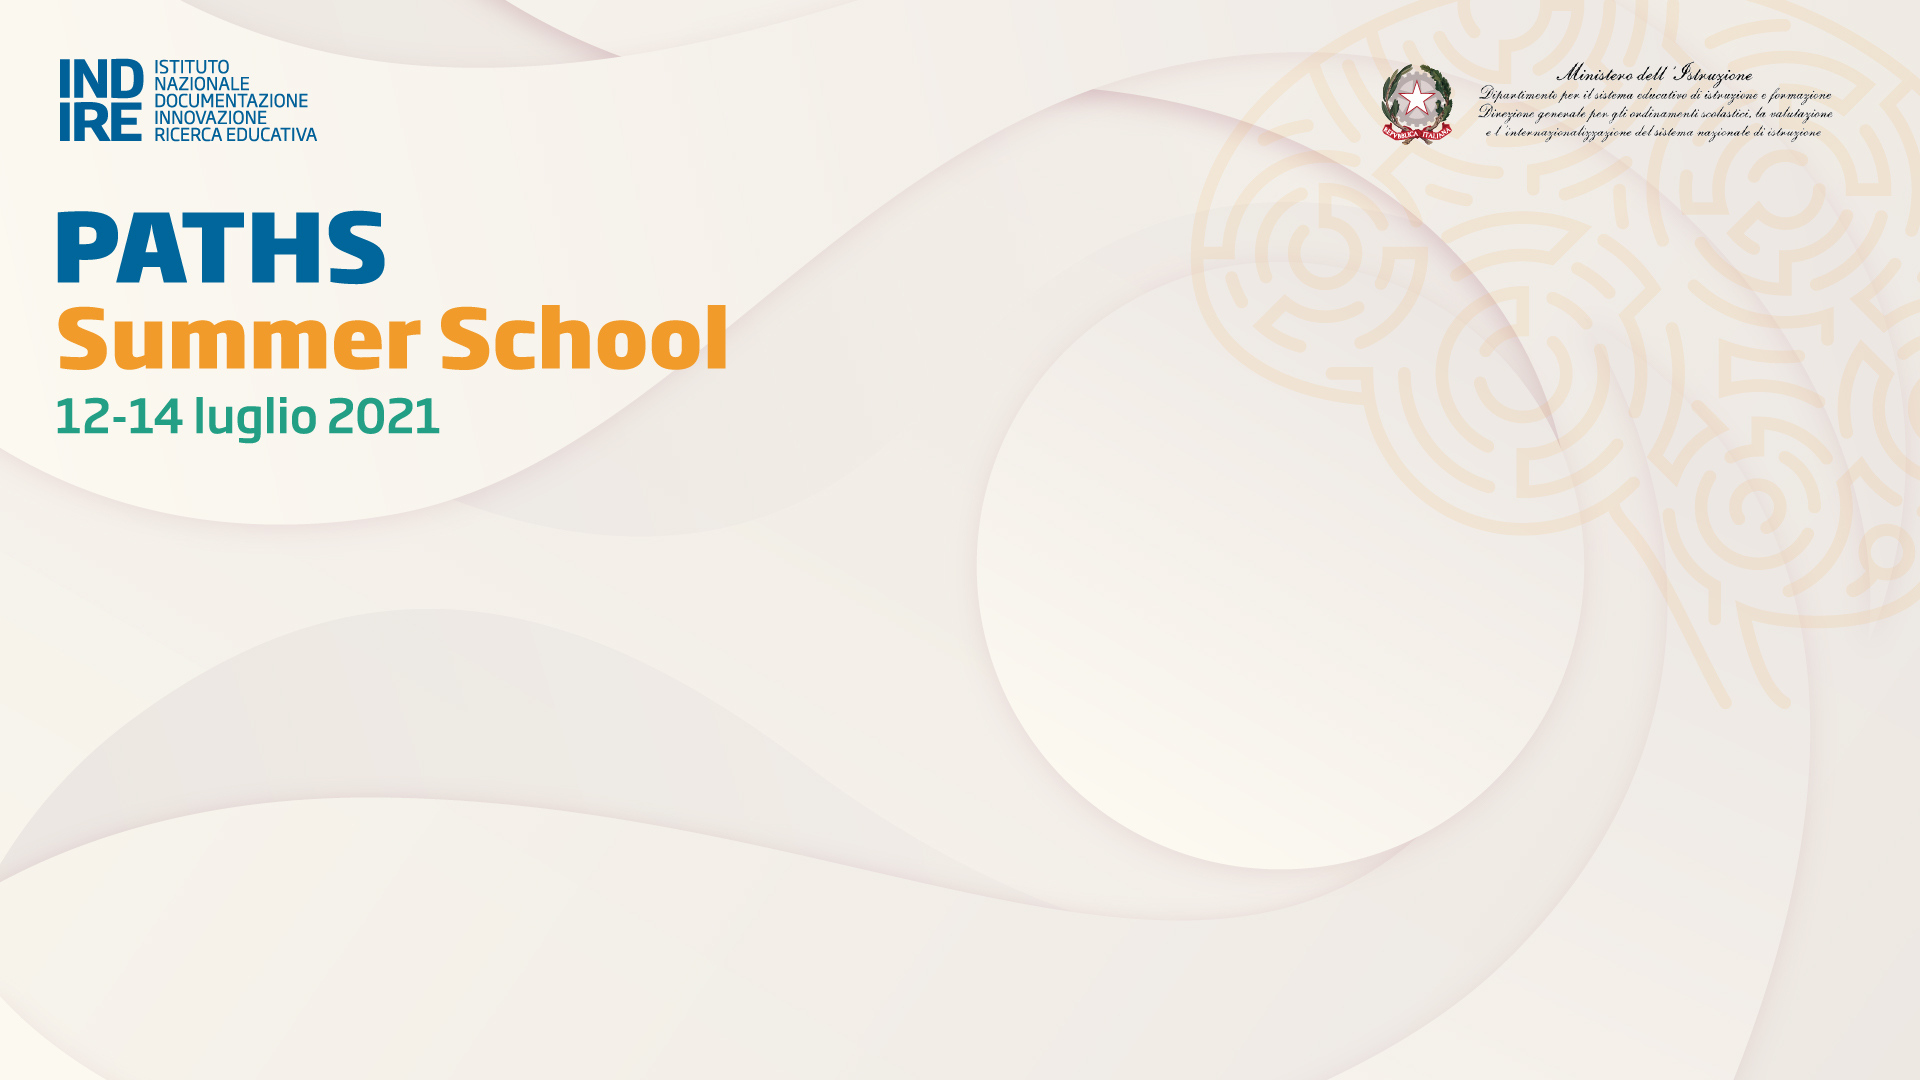 IND
IRE
ISTITUTO
NAZIONALE
DOCUMENTAZIONE
INNOVAZIONE
RICERCA EDUCATIVA
Ministero dell'Istruzione
Dipartimento per il sistema educativo di istruzione e formazione
Direzione generale per gli ordinamenti scolastici, la valutazione
e l'internazionalizzazione del sistema nazionale di istruzione
REPVBBLICA ITALIANA
PATHS
Summer School
12-14 luglio 2021